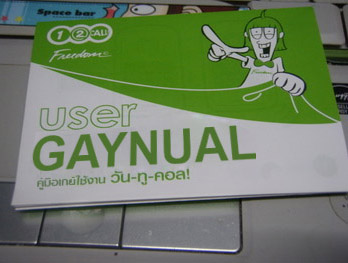 Space bar
1 2 CALL
Freedom
Freedom
user
GAYNUAL
คู่มือเกย์ใช้งาน วัน-ทู-คอล!